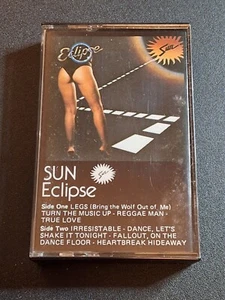 Eclipse
Sun
SUN
Sun
Eclipse
Side One LEGS (Bring the Wolf Out of Me)
TURN THE MUSIC UP - REGGAE MAN -
TRUE LOVE
Side Two IRRESISTABLE - DANCE, LET'S
SHAKE IT TONIGHT - FALLOUT, ON THE
DANCE FLOOR - HEARTBREAK HIDEAWAY